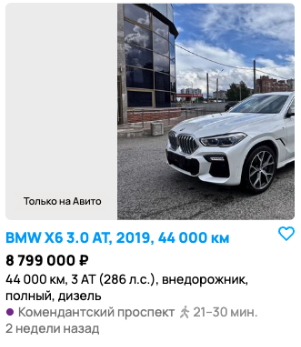 Только на Авито
BMW X6 3.0 AT, 2019, 44 000 км
8 799 000 ₽
44 000 км, 3 AT (286 л.с.), внедорожник,
полный, дизель
Комендантский проспект 21–30 мин.
2 недели назад